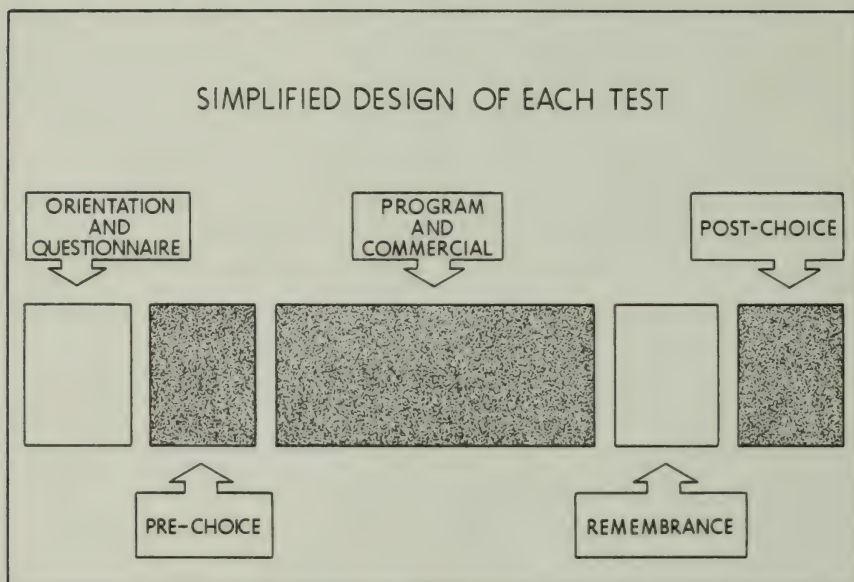 SIMPLIFIED DESIGN OF EACH TEST
ORIENTATION
AND
QUESTIONNAIRE
PROGRAM
AND
COMMERCIAL
POST-CHOICE
PRE-CHOICE
REMEMBRANCE